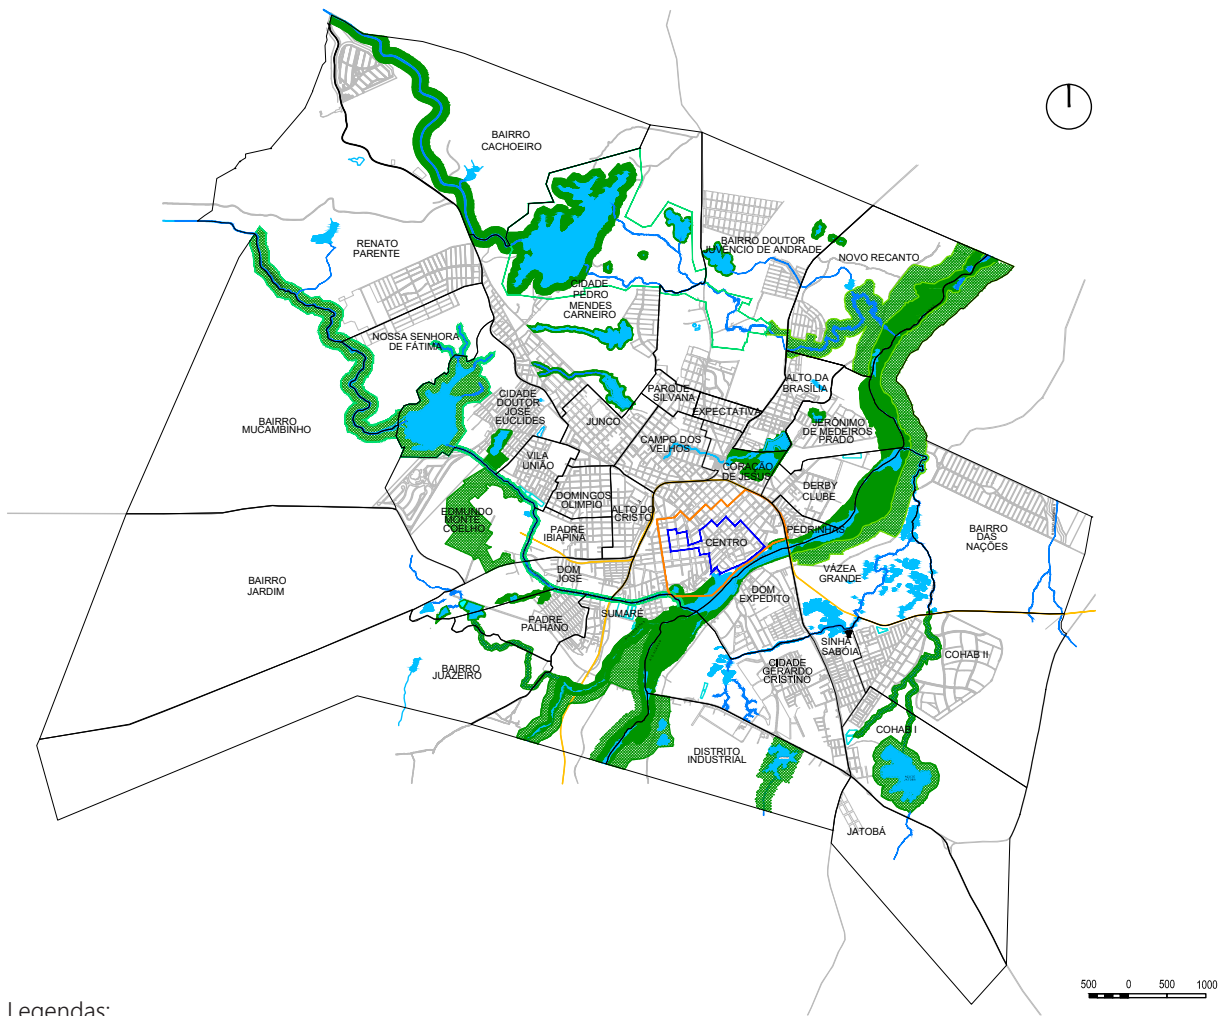 BAIRRO
CACHOEIRO
RENATO
PARENTE
BAIRRO DOUTOR
JUVÊNCIO DE ANDRADE
NOVO RECANTO
CIDADE
PEDRO
MENDES
CARNEIRO
NOSSA SENHORA
DE FÁTIMA
ALTO DA
BRASÍLIA
PARQUE
SILVANA
CIDADE
DOUTOR
JOSÉ
EUCLIDES
EXPECTATIVA
JUNCO
JERÔNIMO
DE MEDEIROS
PRADO
BAIRRO
MUCAMBINHO
CAMPO DOS
VELHOS
VILA
UNIÃO
CORAÇÃO
DE JESUS
DERBY
CLUBE
DOMINGOS
OLIMPIO
ALTO DO
CRISTO
EDMUNDO
MONTE
COELHO
PADRE
IBIAPINA
PEDRINHAS
CENTRO
BAIRRO
DAS
NAÇÕES
DOM
JOSÉ
VÁZEA
GRANDE
BAIRRO
JARDIM
DOM
EXPEDITO
SUMARÉ
PADRE
PALHANO
SINHÁ
SABÓIA
COHAB II
CIDADE
GERARDO
CRISTINO
BAIRRO
JUAZEIRO
COHAB I
DISTRITO
INDUSTRIAL
JATOBÁ
500 0 500 1000
Legendas: